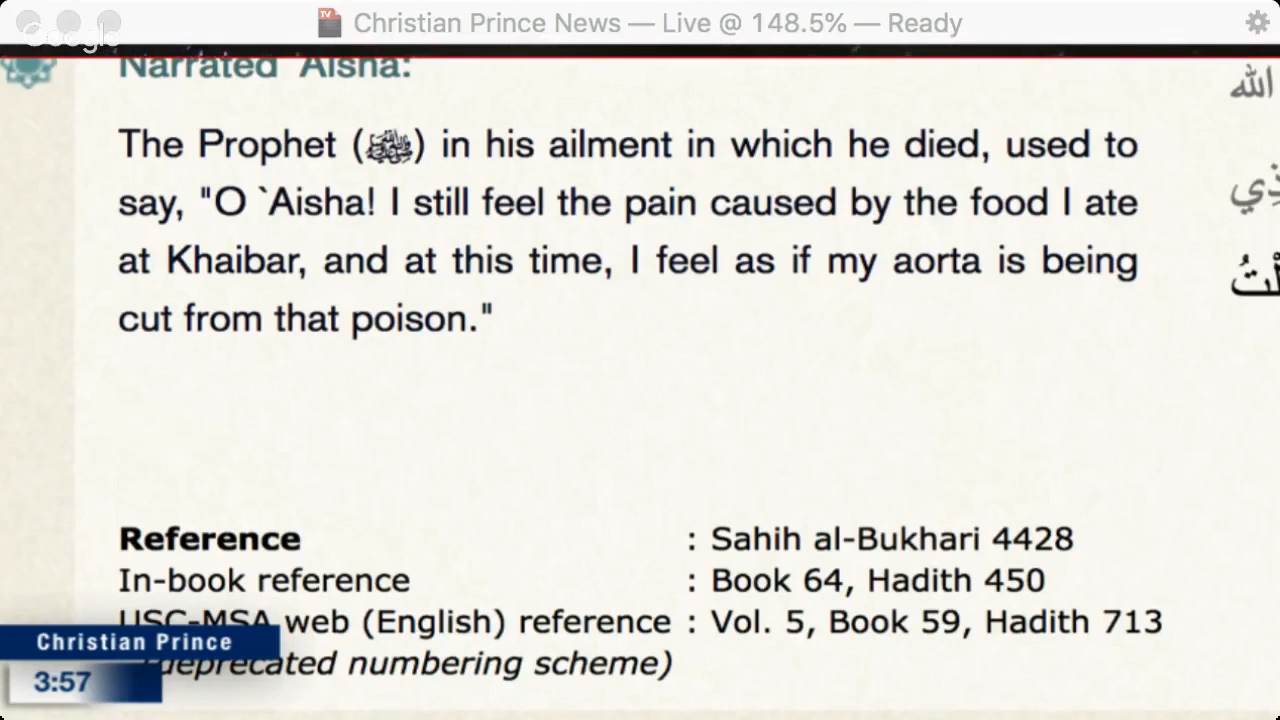 Christian Prince News — Live @ 148.5% — Ready
Google
Narrated `Aisha:
الله
The Prophet (ﷺ) in his ailment in which he died, used to
say, "O `Aisha! I still feel the pain caused by the food I ate
at Khaibar, and at this time, I feel as if my aorta is being
cut from that poison."
Reference : Sahih al-Bukhari 4428
In-book reference : Book 64, Hadith 450
USC-MSA web (English) reference : Vol. 5, Book 59, Hadith 713
(deprecated numbering scheme)
Christian Prince
3:57